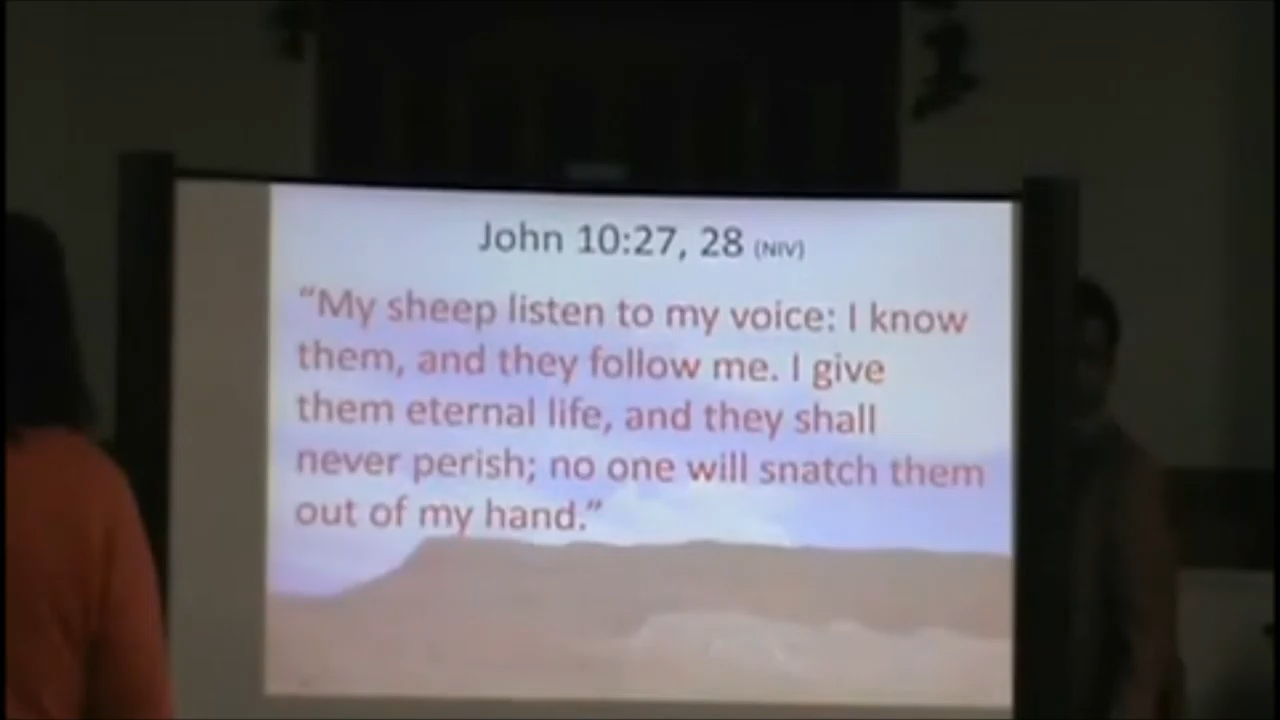 John 10:27, 28 (NIV)
“My sheep listen to my voice: I know
them, and they follow me. I give
them eternal life, and they shall
never perish; no one will snatch them
out of my hand.”